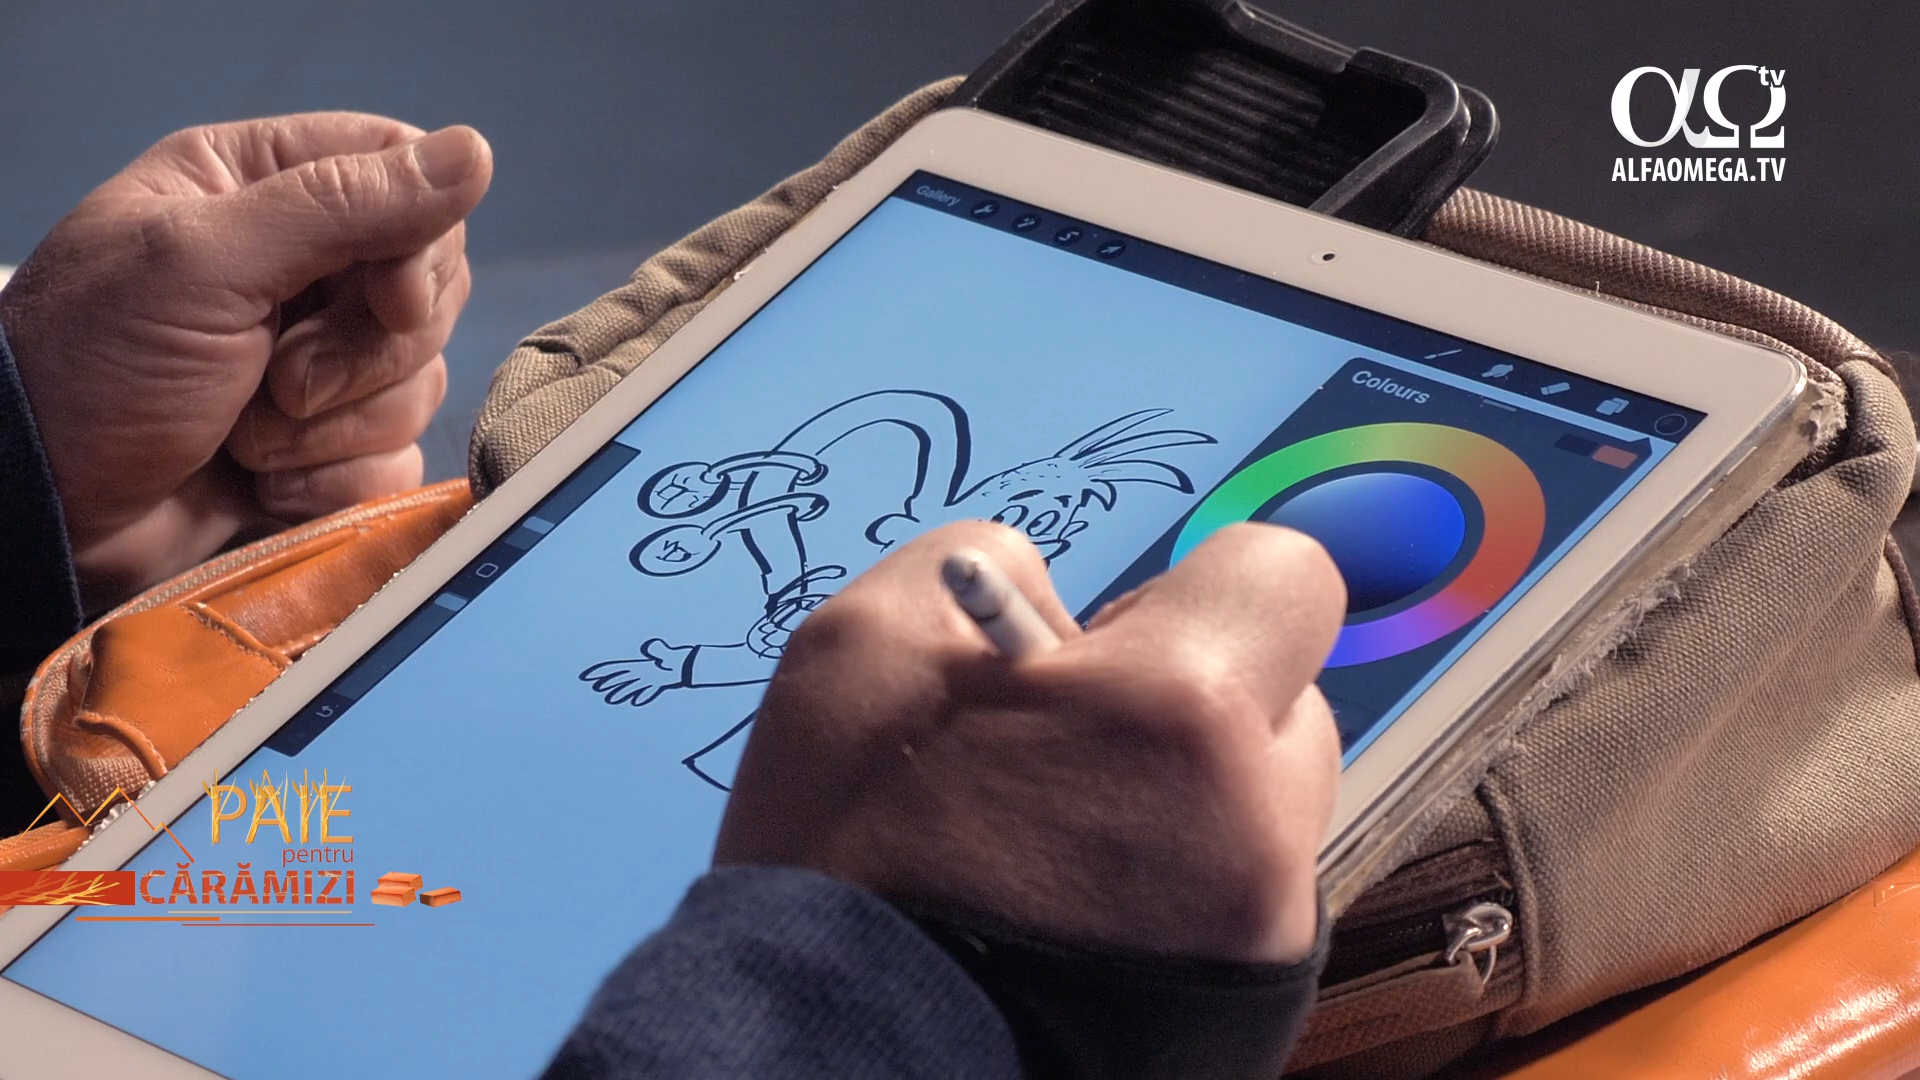 αΩ tv
ALFAOMEGA.TV
Gallery
Colours
PAIE
pentru
CĂRĂMIZI